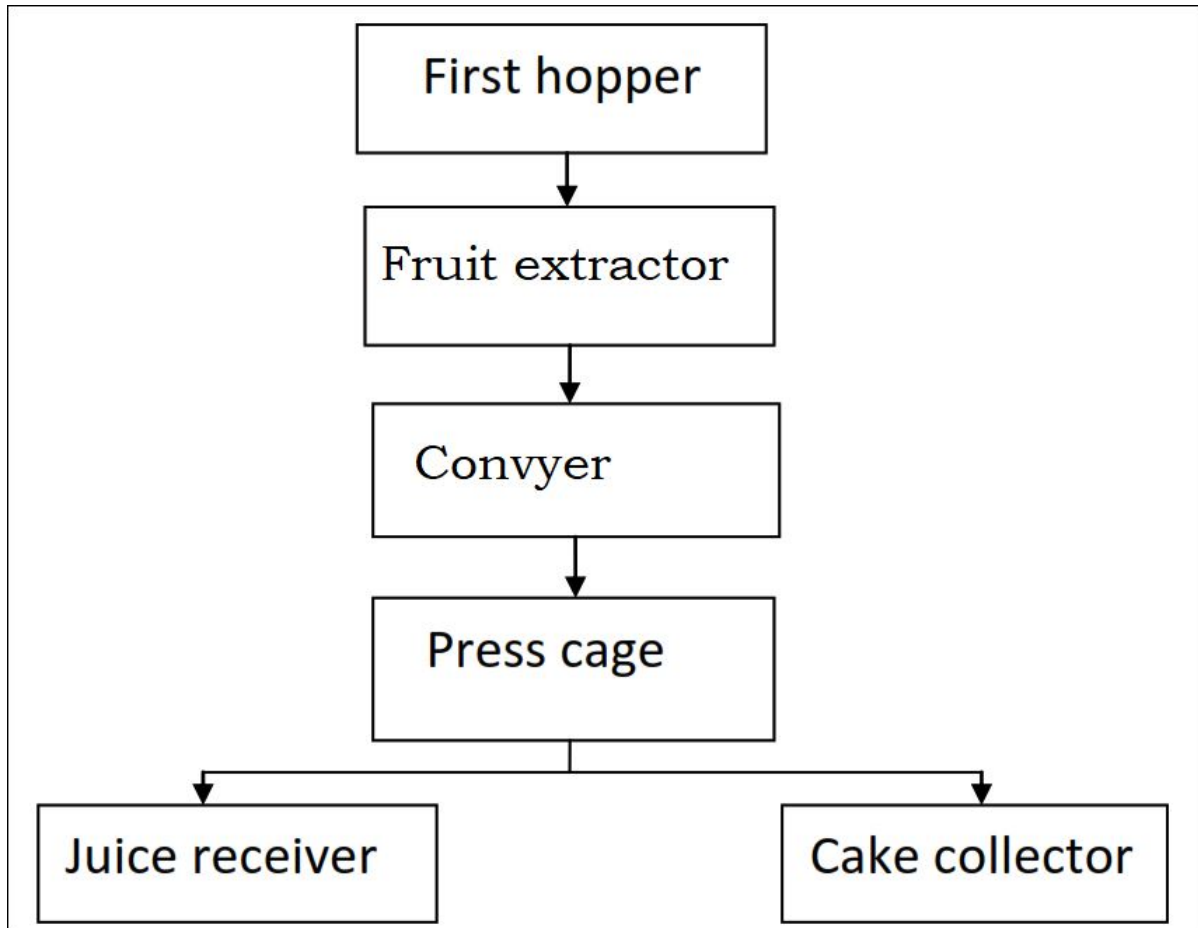 First hopper
Fruit extractor
Convyer
Press cage
Juice receiver
Cake collector